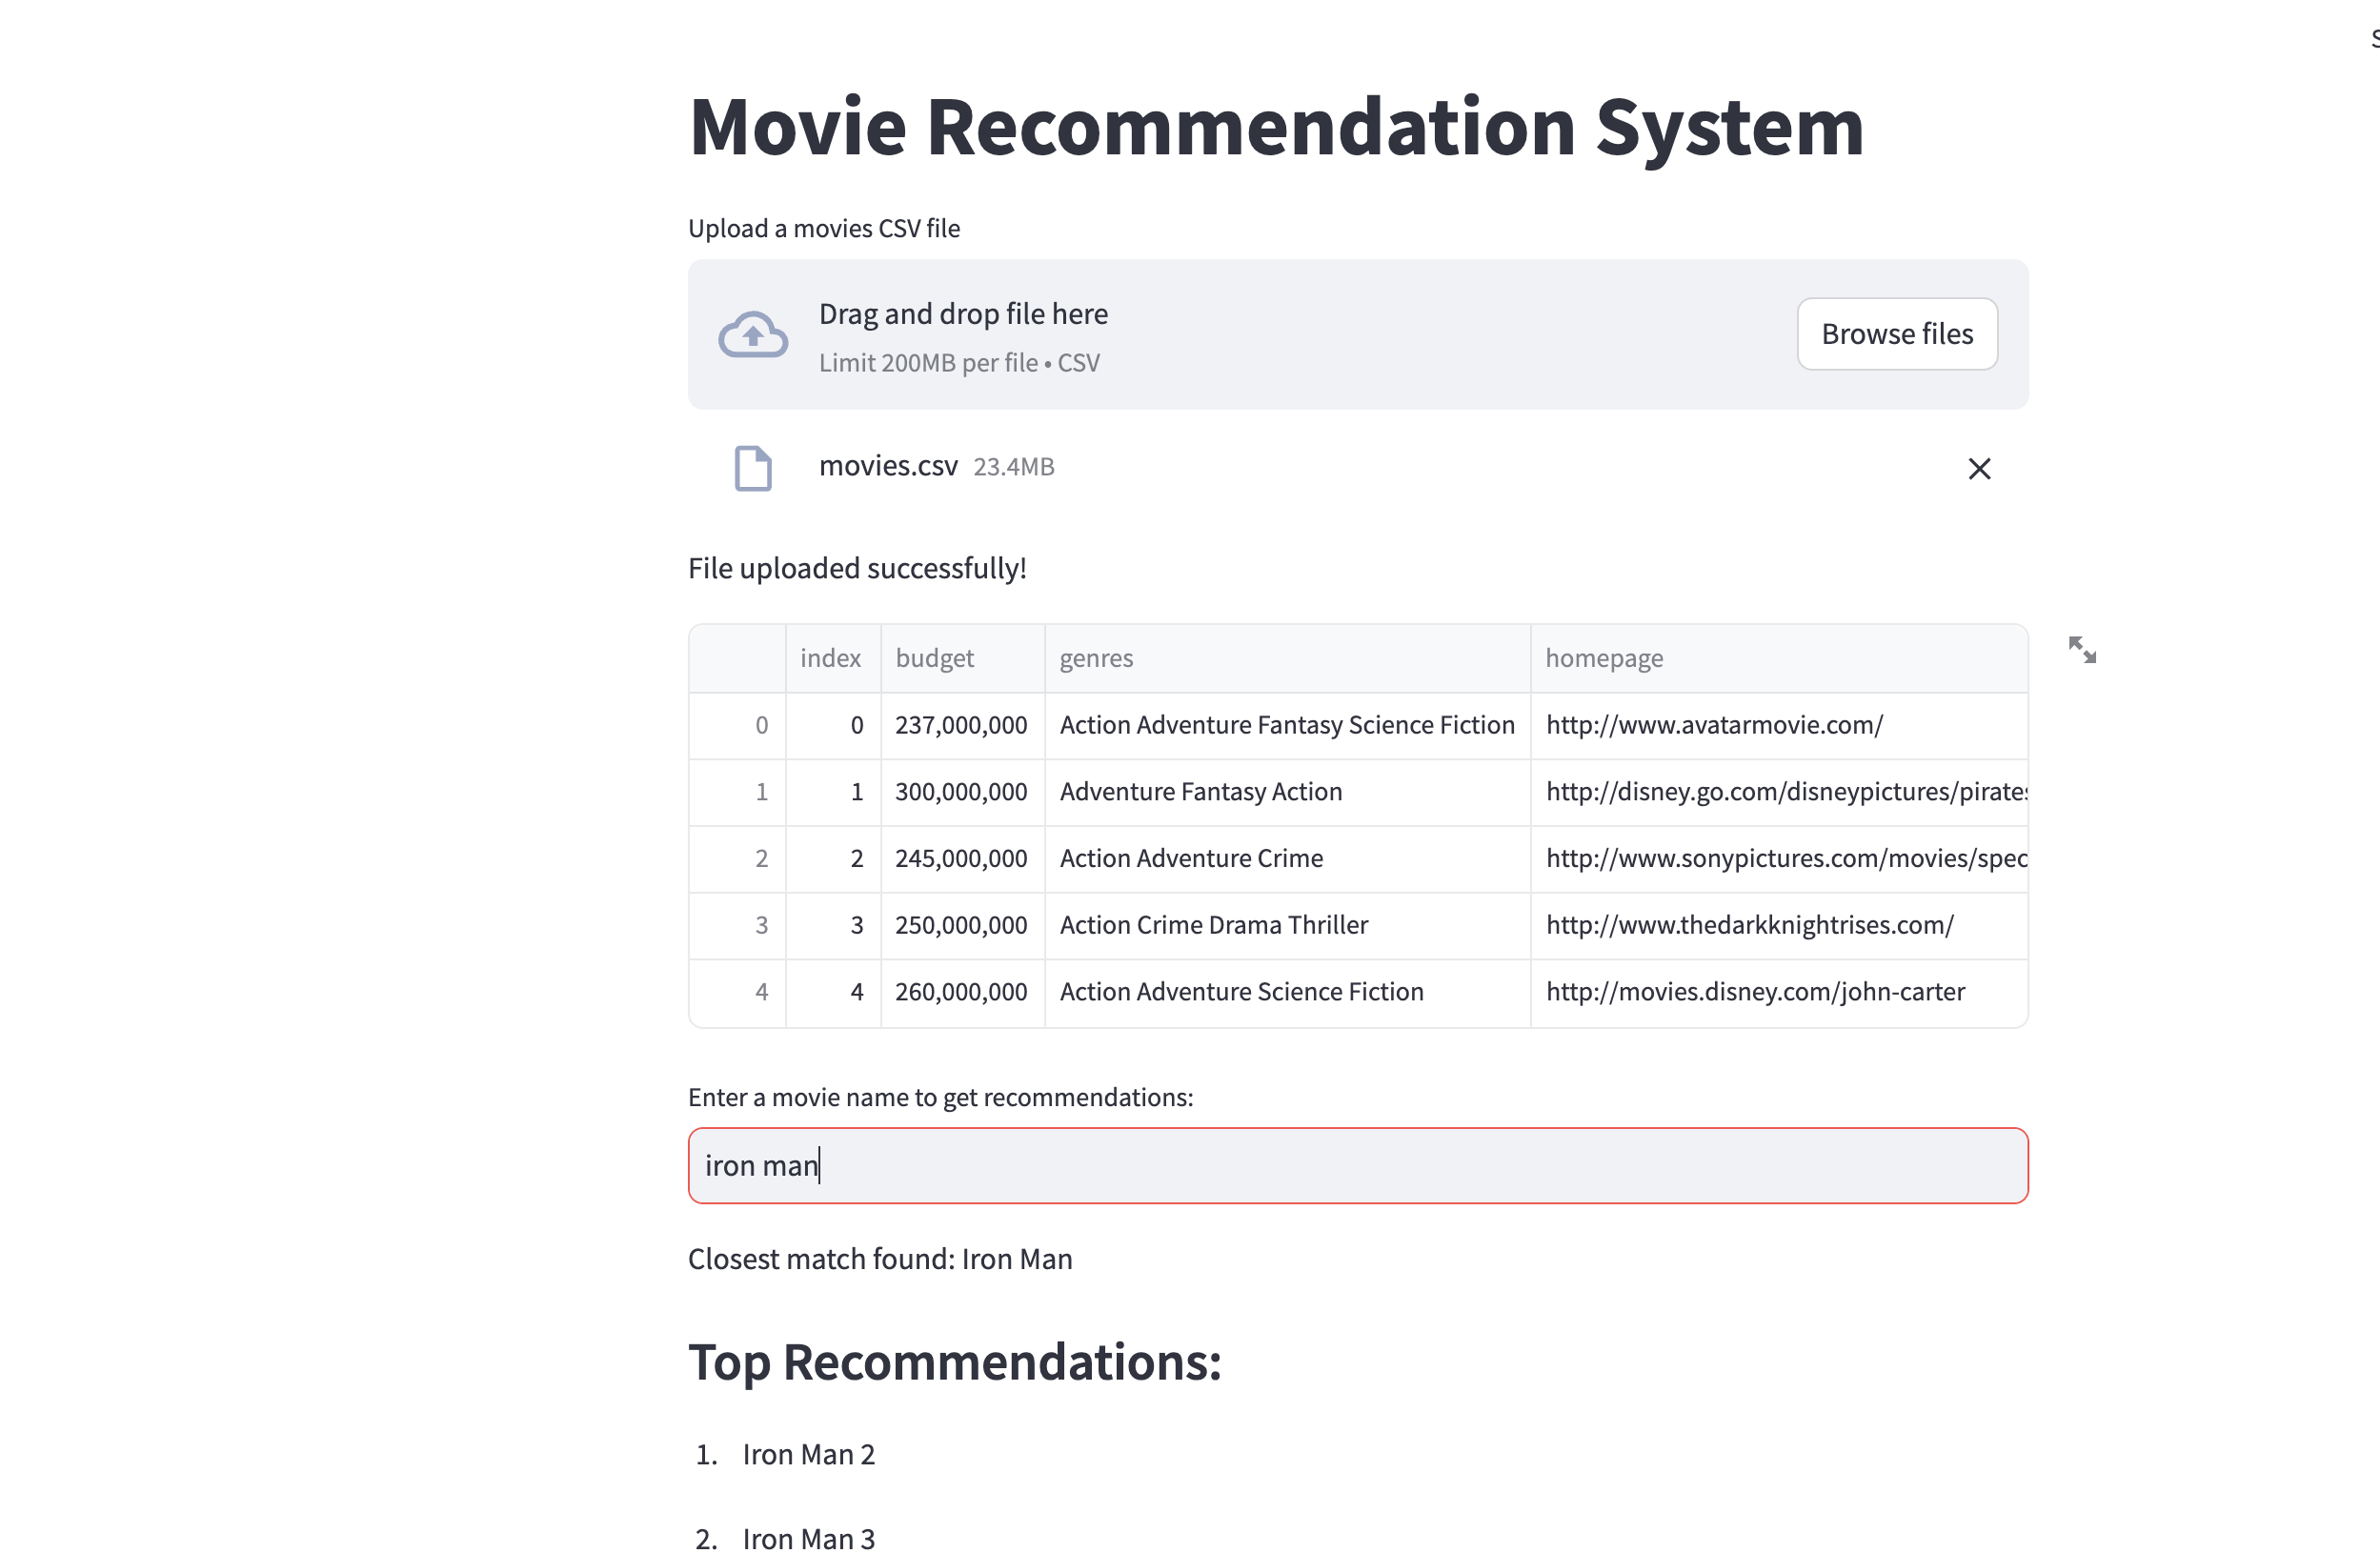 Movie Recommendation System
Upload a movies CSV file
Drag and drop file here
Limit 200MB per file • CSV
Browse files
movies.csv 23.4MB
File uploaded successfully!
index budget genres homepage
0 0 237,000,000 Action Adventure Fantasy Science Fiction http://www.avatarmovie.com/
1 1 300,000,000 Adventure Fantasy Action http://disney.go.com/disneypictures/pirates
2 2 245,000,000 Action Adventure Crime http://www.sonypictures.com/movies/spec
3 3 250,000,000 Action Crime Drama Thriller http://www.thedarkknightrises.com/
4 4 260,000,000 Action Adventure Science Fiction http://movies.disney.com/john-carter
Enter a movie name to get recommendations:
iron man
Closest match found: Iron Man
Top Recommendations:
1. Iron Man 2
2. Iron Man 3